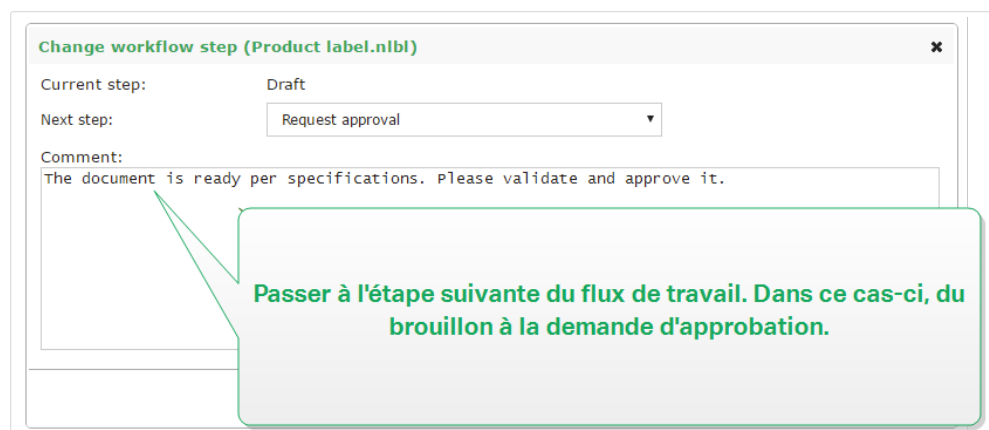 Change workflow step (Product label.nlbl)
Current step: Draft
Next step: Request approval
Comment:
The document is ready per specifications. Please validate and approve it.
Passer à l'étape suivante du flux de travail. Dans ce cas-ci, du
brouillon à la demande d'approbation.